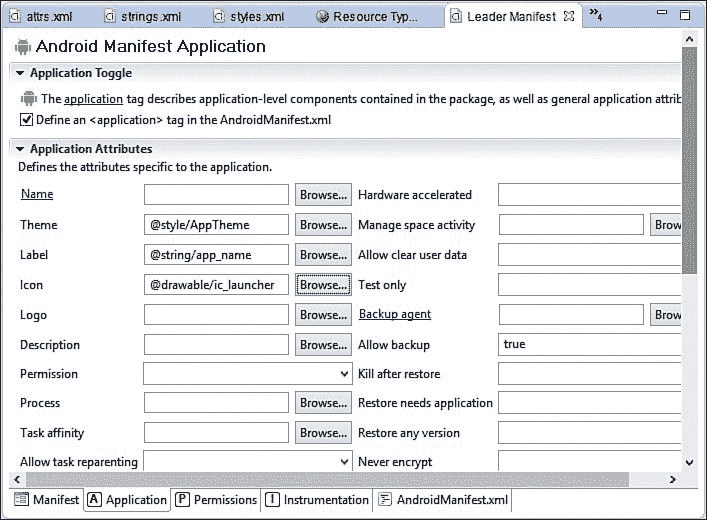 attrs.xml strings.xml styles.xml Resource Typ... Leader Manifest »4
Android Manifest Application
Application Toggle
The application tag describes application-level components contained in the package, as well as general application attrib
Define an <application> tag in the AndroidManifest.xml
Application Attributes
Defines the attributes specific to the application.
Name Browse... Hardware accelerated
Theme @style/AppTheme Browse... Manage space activity Brow
Label @string/app_name Browse... Allow clear user data
Icon @drawable/ic_launcher Browse... Test only
Logo Browse... Backup agent Brow
Description Browse... Allow backup true
Permission Kill after restore
Process Browse... Restore needs application
Task affinity Browse... Restore any version
Allow task reparenting Never encrypt
Manifest A Application P Permissions I Instrumentation AndroidManifest.xml